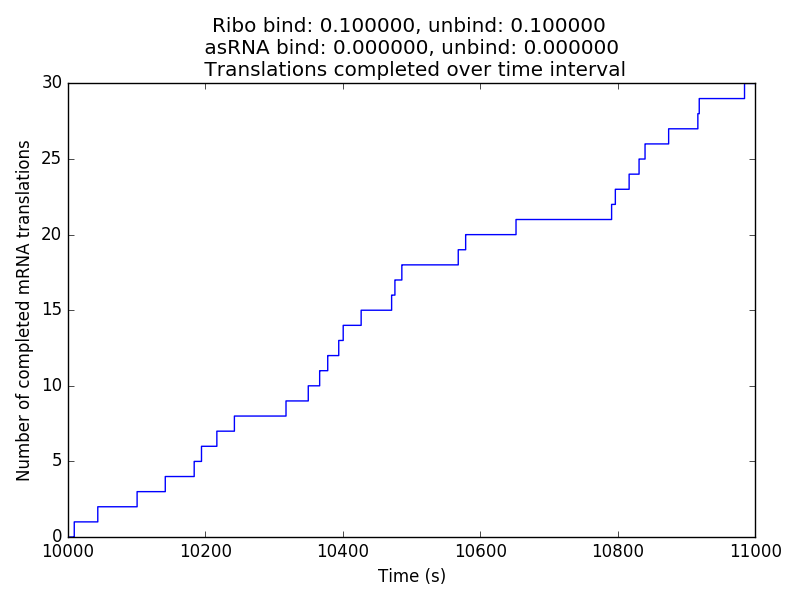 Ribo bind: 0.100000, unbind: 0.100000
asRNA bind: 0.000000, unbind: 0.000000
Translations completed over time interval
Number of completed mRNA translations
30
25
20
15
10
5
0
10000 10200 10400 10600 10800 11000
Time (s)